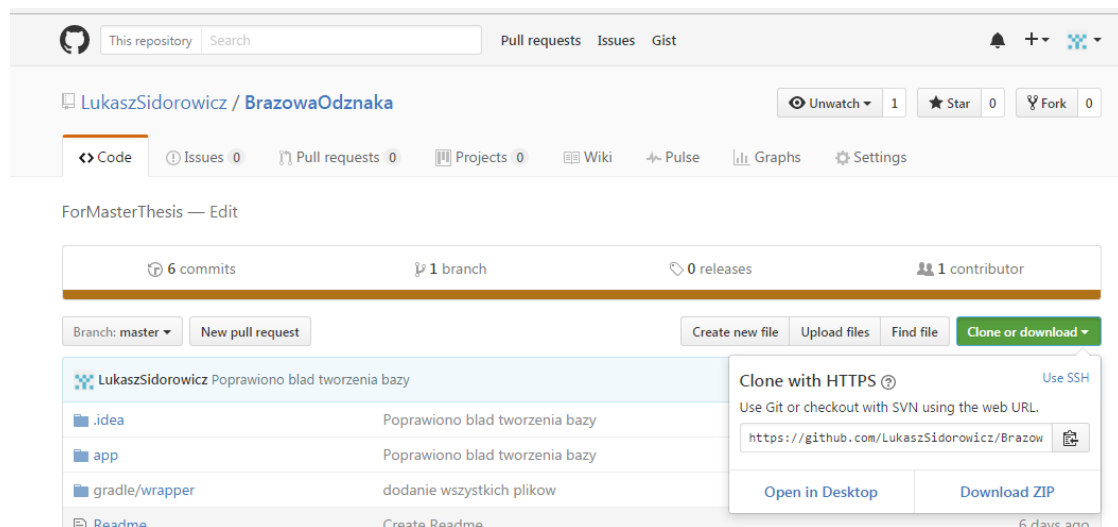 This repository Search Pull requests Issues Gist
LukaszSidorowicz / BrazowaOdznaka Unwatch 1 Star 0 Fork 0
Code Issues 0 Pull requests 0 Projects 0 Wiki Pulse Graphs Settings
ForMasterThesis — Edit
6 commits 1 branch 0 releases 1 contributor
Branch: master New pull request Create new file Upload files Find file Clone or download
LukaszSidorowicz Poprawiono blad tworzenia bazy
.idea Poprawiono blad tworzenia bazy
app Poprawiono blad tworzenia bazy
gradle/wrapper dodanie wszystkich plikow
Readme Create Readme 6 days ago
Clone with HTTPS ? Use SSH
Use Git or checkout with SVN using the web URL.
https://github.com/LukaszSidorowicz/Brazow
Open in Desktop Download ZIP